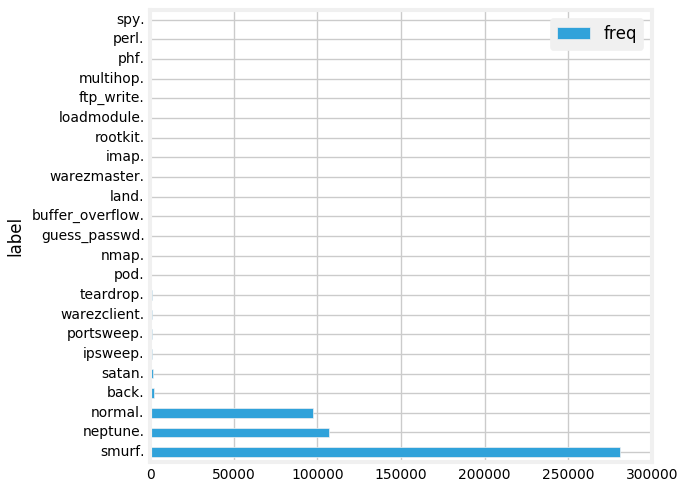 freq
label
spy.
perl.
phf.
multihop.
ftp_write.
loadmodule.
rootkit.
imap.
warezmaster.
land.
buffer_overflow.
guess_passwd.
nmap.
pod.
teardrop.
warezclient.
portsweep.
ipsweep.
satan.
back.
normal.
neptune.
smurf.
0 50000 100000 150000 200000 250000 300000